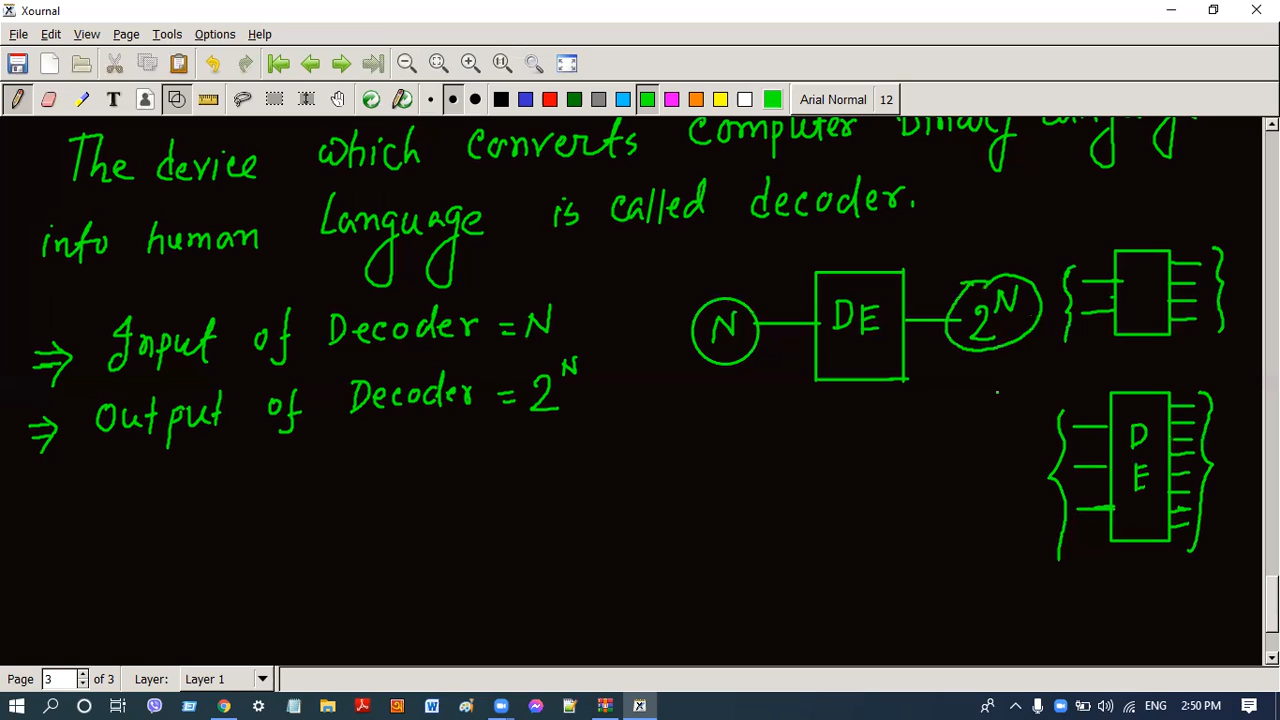 Xournal
File Edit View Page Tools Options Help
Arial Normal 12
The device which converts computer binary
into human Language is called decoder.
⇒ Input of Decoder = N
⇒ Output of Decoder = 2^N
N DE 2^N
D
E
Page 3 of 3 Layer: Layer 1
ENG 2:50 PM